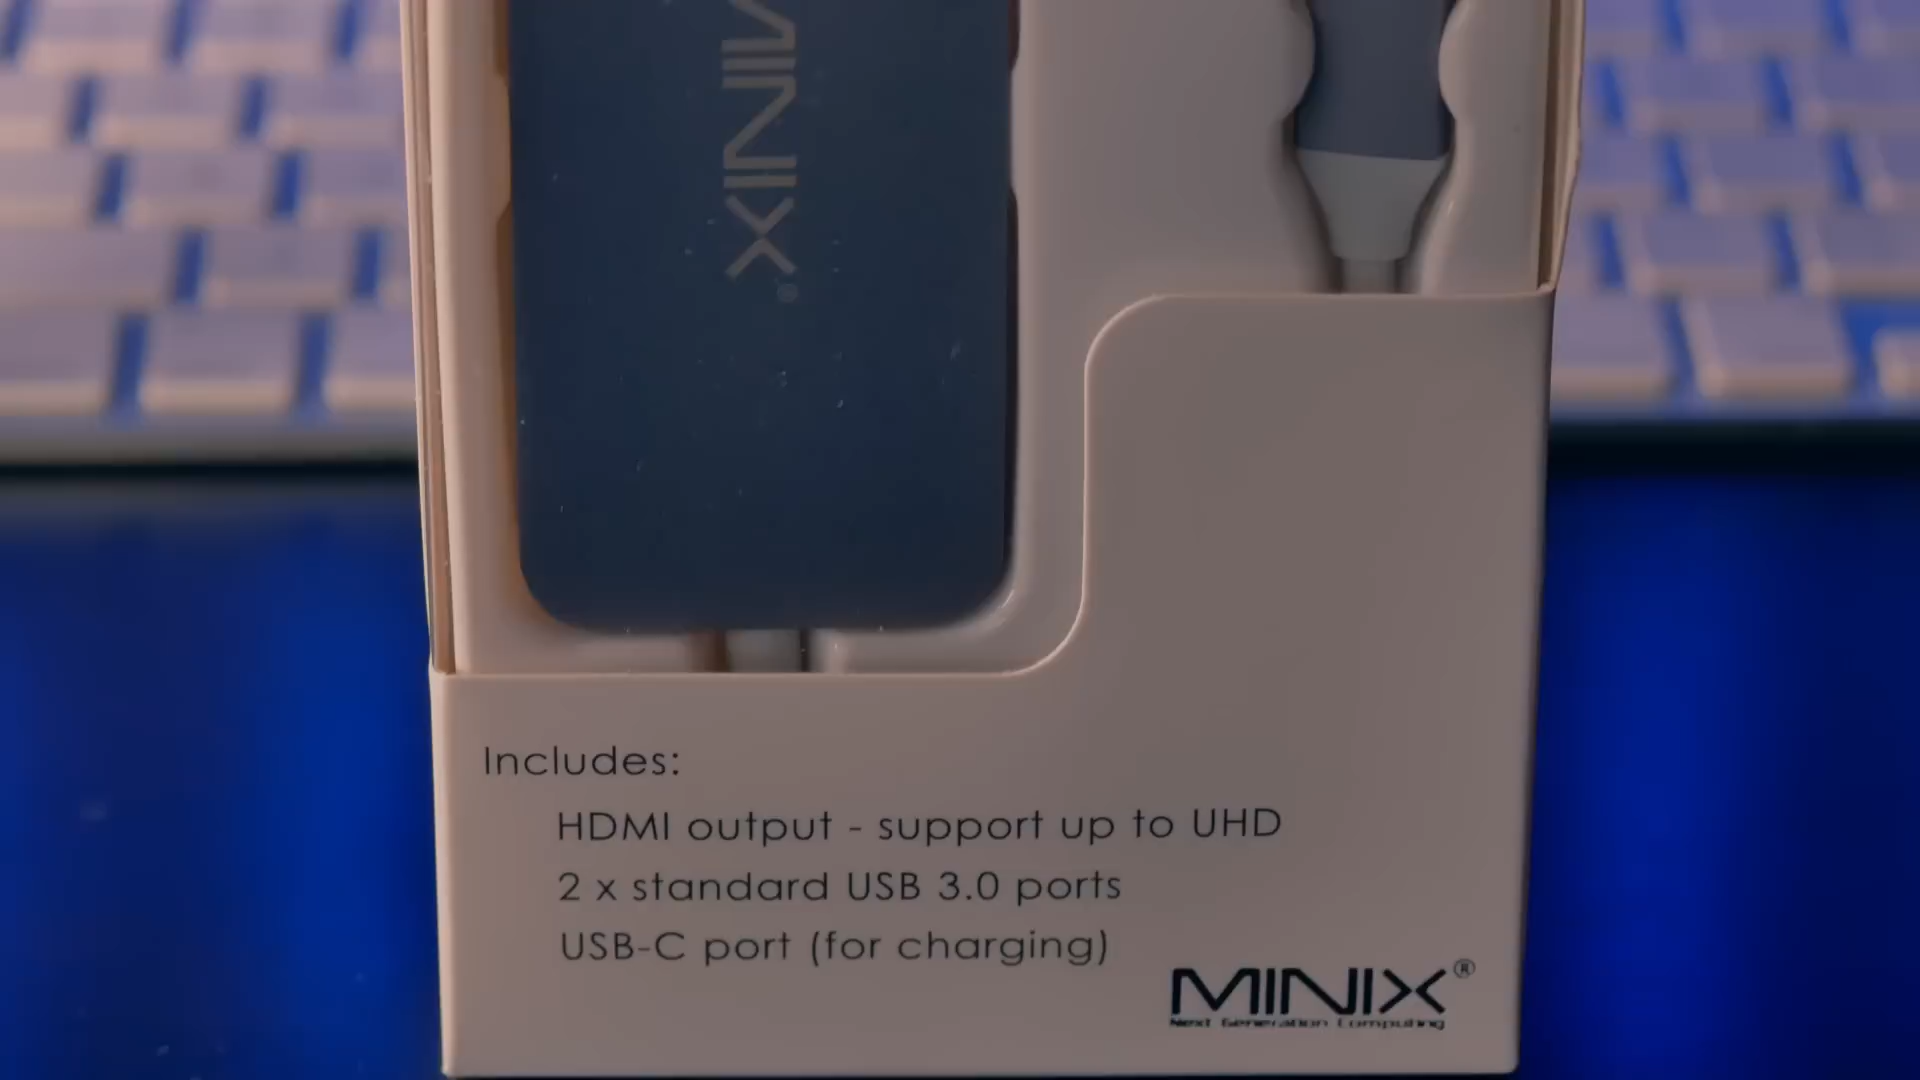 MINIX®
Includes:
HDMI output - support up to UHD
2 x standard USB 3.0 ports
USB-C port (for charging)
MINIX®
Next Generation Computing